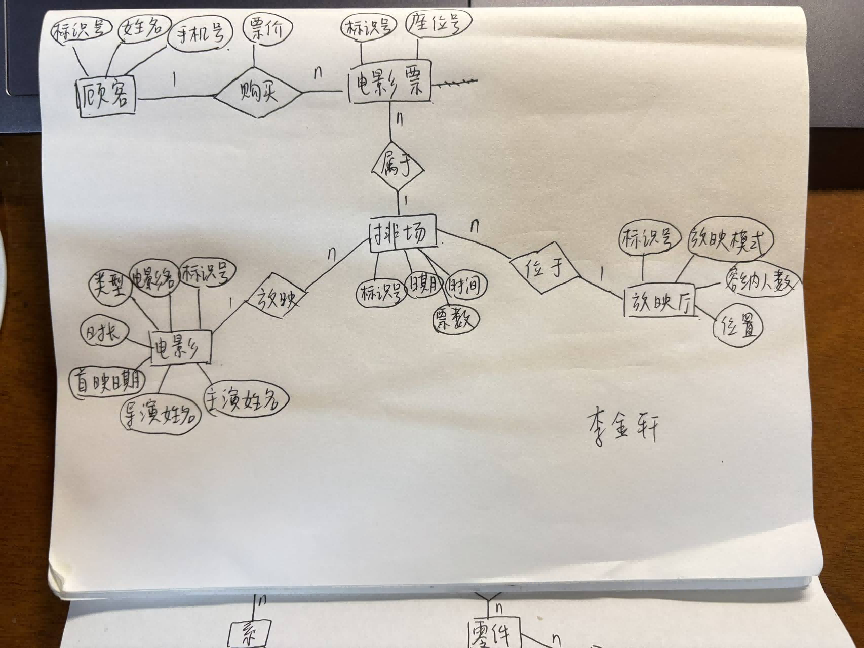 标识号 姓名 手机号 票价 标识号 座位号
顾客 1 购买 n 电影票
n
属于
1
排场
n n
标识号 日期 时间
票数
标识号 放映模式
容纳人数
位于 1 放映厅
位置
类型 电影名 标识号
1 放映
时长
电影
首映日期
导演姓名 主演姓名
李金轩
n n
系 零件 n